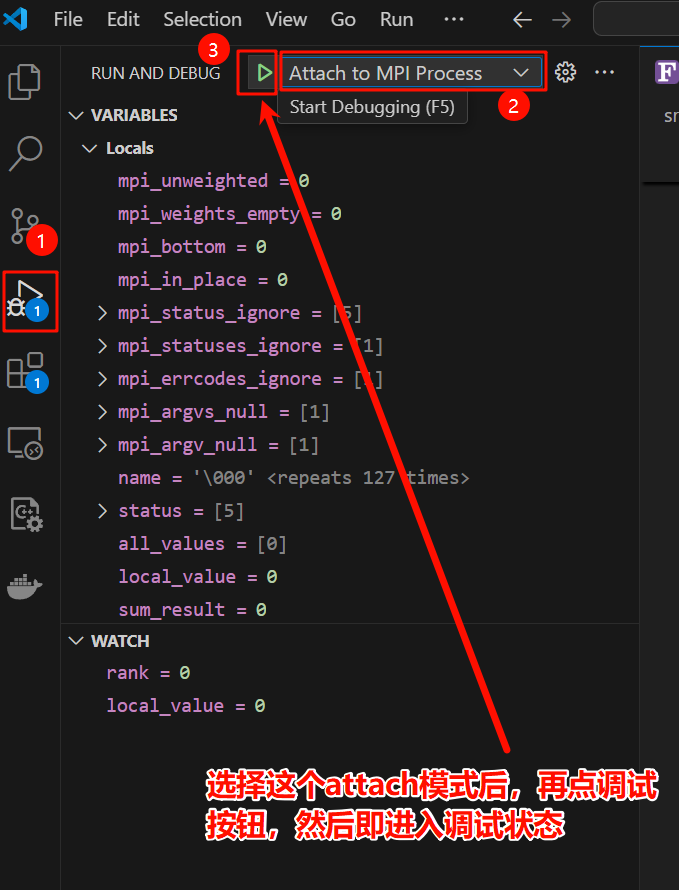 File Edit Selection View Go Run ···
3
RUN AND DEBUG Attach to MPI Process ···
F
Start Debugging (F5)
2
VARIABLES
Locals
mpi_unweighted = 0
mpi_weights_empty = 0
1
mpi_bottom = 0
mpi_in_place = 0
1
mpi_status_ignore = [5]
mpi_statuses_ignore = [1]
mpi_errcodes_ignore = [1]
1
mpi_argvs_null = [1]
mpi_argv_null = [1]
name = '\000' <repeats 127 times>
status = [5]
C++
all_values = [0]
local_value = 0
sum_result = 0
WATCH
rank = 0
local_value = 0
选择这个attach模式后，再点调试
按钮，然后即进入调试状态